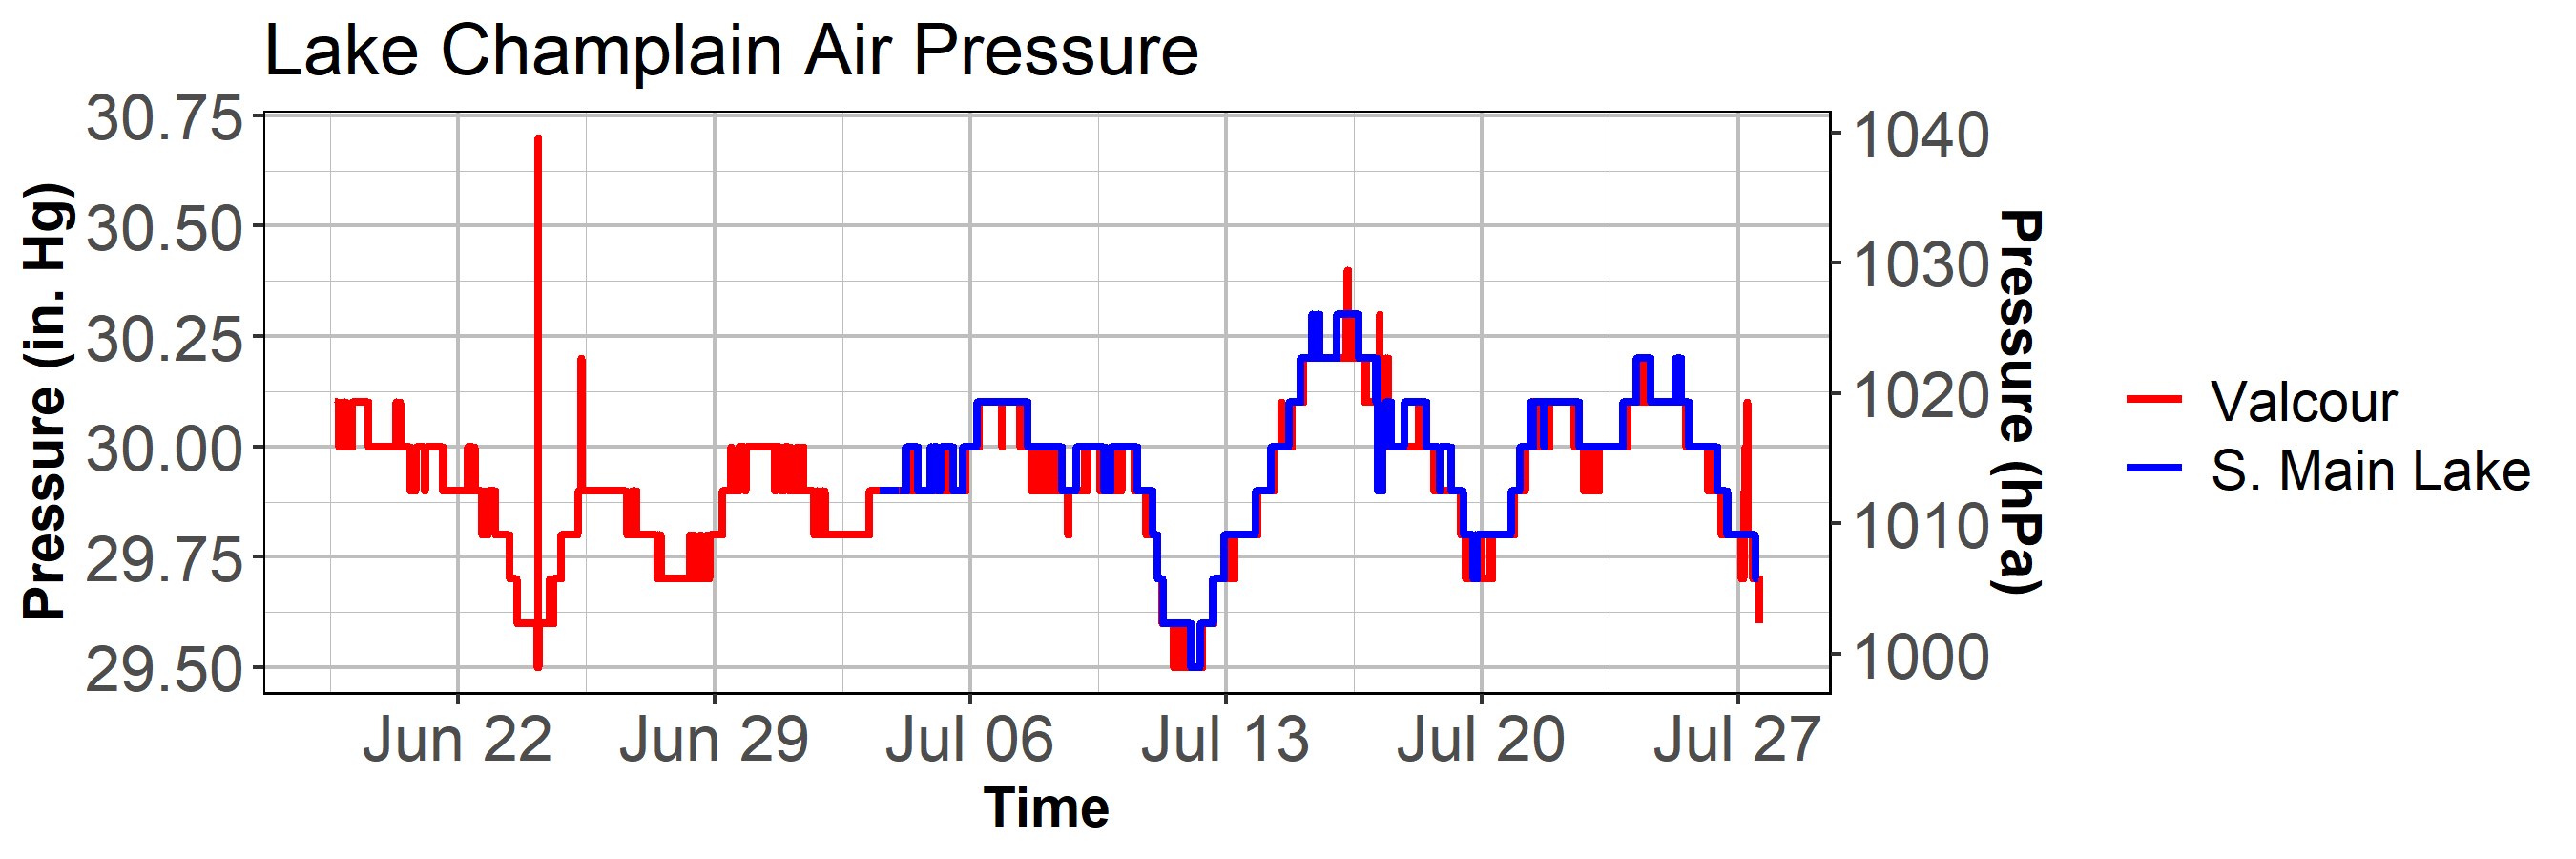 Lake Champlain Air Pressure
30.75
30.50
30.25
30.00
29.75
29.50
Pressure (in. Hg)
1040
1030
1020
1010
1000
Pressure (hPa)
Jun 22 Jun 29 Jul 06 Jul 13 Jul 20 Jul 27
Time
Valcour
S. Main Lake